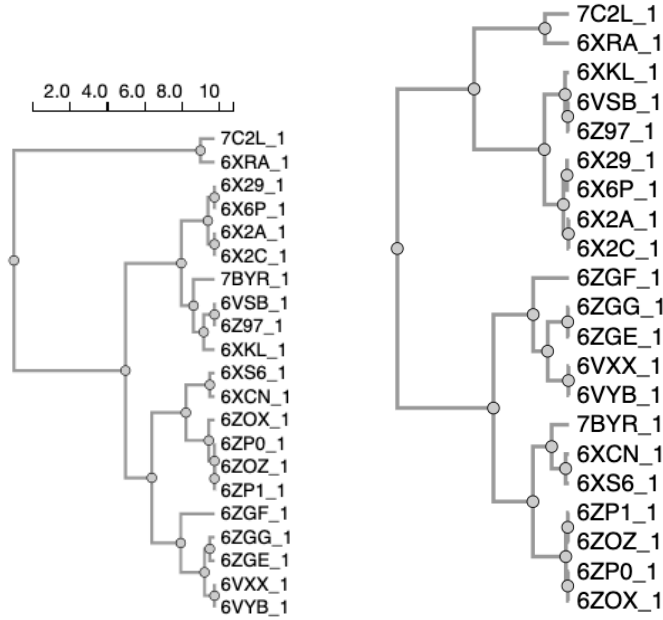 2.0 4.0 6.0 8.0 10
7C2L_1
6XRA_1
6X29_1
6X6P_1
6X2A_1
6X2C_1
7BYR_1
6VSB_1
6Z97_1
6XKL_1
6XS6_1
6XCN_1
6ZOX_1
6ZP0_1
6ZOZ_1
6ZP1_1
6ZGF_1
6ZGG_1
6ZGE_1
6VXX_1
6VYB_1
7C2L_1
6XRA_1
6XKL_1
6VSB_1
6Z97_1
6X29_1
6X6P_1
6X2A_1
6X2C_1
6ZGF_1
6ZGG_1
6ZGE_1
6VXX_1
6VYB_1
7BYR_1
6XCN_1
6XS6_1
6ZP1_1
6ZOZ_1
6ZP0_1
6ZOX_1